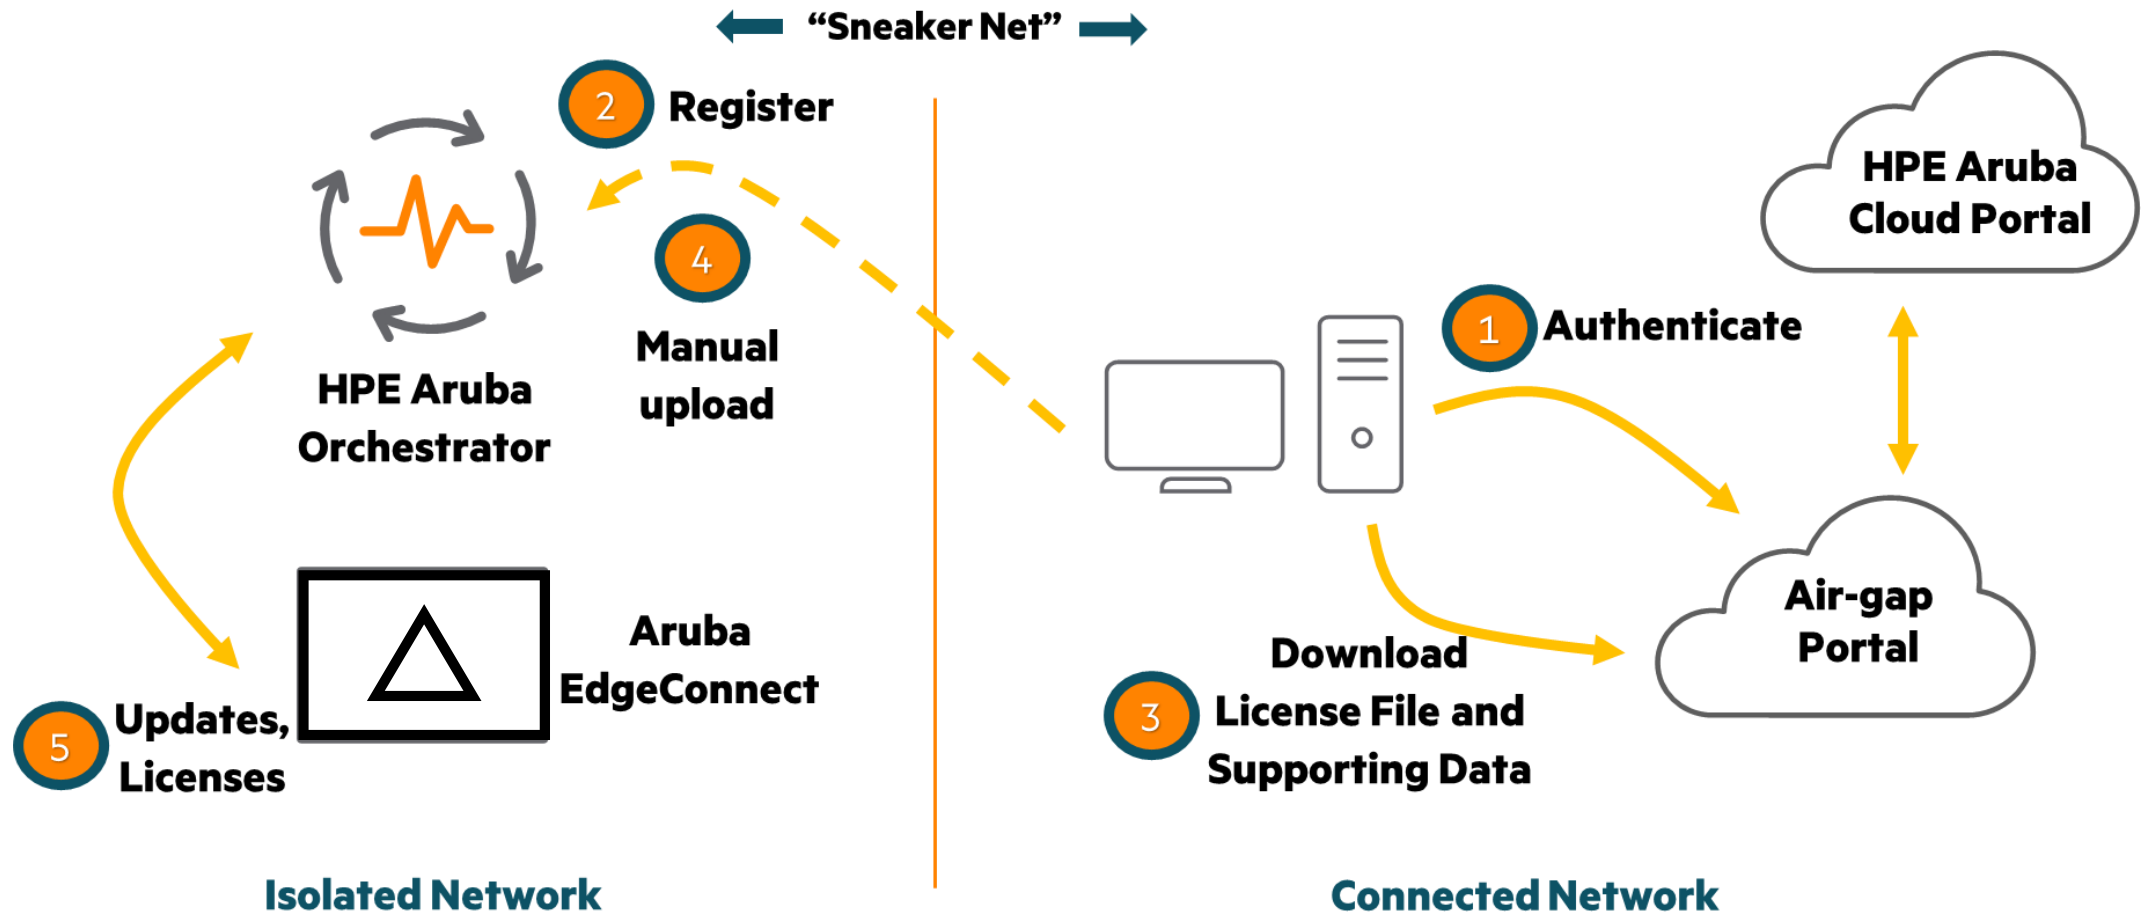 “Sneaker Net”
2
Register
HPE Aruba
Cloud Portal
4
Manual
upload
1
Authenticate
HPE Aruba
Orchestrator
Air-gap
Portal
Aruba
EdgeConnect
3
Download
License File and
Supporting Data
5
Updates,
Licenses
Isolated Network
Connected Network